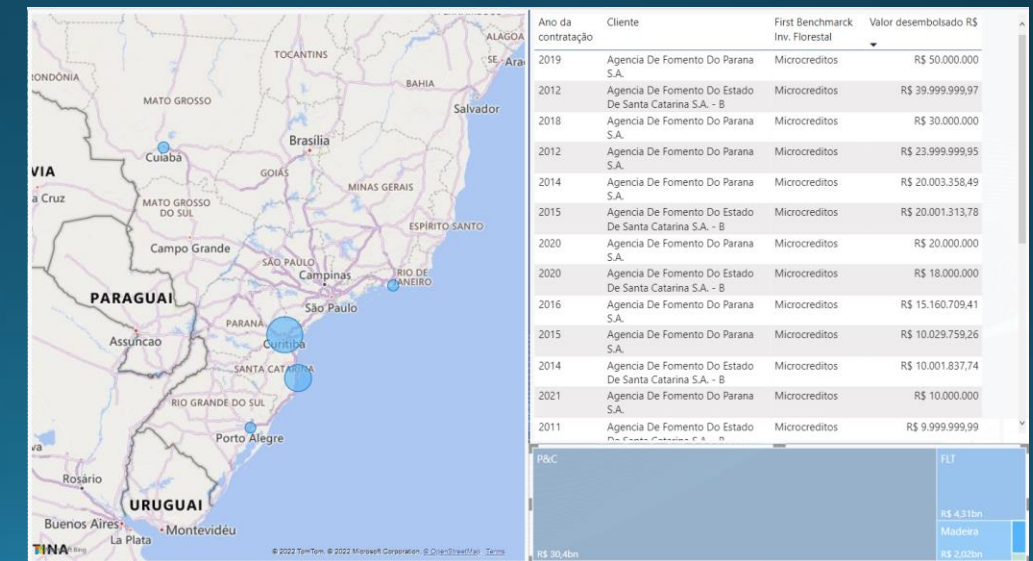 ALAGOA
TOCANTINS
SE
Ara
RONDÔNIA
BAHIA
MATO GROSSO
Salvador
Brasília
Cuiabá
GOIÁS
VIA
MINAS GERAIS
a Cruz
MATO GROSSO
DO SUL
ESPÍRITO SANTO
Campo Grande
SÃO PAULO
Campinas
RIO DE
JANEIRO
PARAGUAI
São Paulo
PARANÁ
Assuncao
Curitiba
SANTA CATARINA
RIO GRANDE DO SUL
Porto Alegre
Rosário
URUGUAI
Buenos Aires
Montevidéu
La Plata
TINA
© 2022 TomTom, © 2022 Microsoft Corporation, © OpenStreetMap Terms
Ano da contratação Cliente First Benchmarck Inv. Florestal Valor desembolsado R$
2019 Agencia De Fomento Do Parana S.A. Microcreditos R$ 50.000.000
2012 Agencia De Fomento Do Estado De Santa Catarina S.A. - B Microcreditos R$ 39.999.999,97
2018 Agencia De Fomento Do Parana S.A. Microcreditos R$ 30.000.000
2012 Agencia De Fomento Do Parana S.A. Microcreditos R$ 23.999.999,95
2014 Agencia De Fomento Do Parana S.A. Microcreditos R$ 20.003.358,49
2015 Agencia De Fomento Do Estado De Santa Catarina S.A. - B Microcreditos R$ 20.001.313,78
2020 Agencia De Fomento Do Parana S.A. Microcreditos R$ 20.000.000
2020 Agencia De Fomento Do Estado De Santa Catarina S.A. - B Microcreditos R$ 18.000.000
2016 Agencia De Fomento Do Parana S.A. Microcreditos R$ 15.160.709,41
2015 Agencia De Fomento Do Parana S.A. Microcreditos R$ 10.029.759,26
2014 Agencia De Fomento Do Estado De Santa Catarina S.A. - B Microcreditos R$ 10.001.837,74
2021 Agencia De Fomento Do Parana S.A. Microcreditos R$ 10.000.000
2011 Agencia De Fomento Do Estado De Santa Catarina S.A. - B Microcreditos R$ 9.999.999,99
P&C
FLT
R$ 4,31bn
Madeira
R$ 30,4bn
R$ 2,02bn